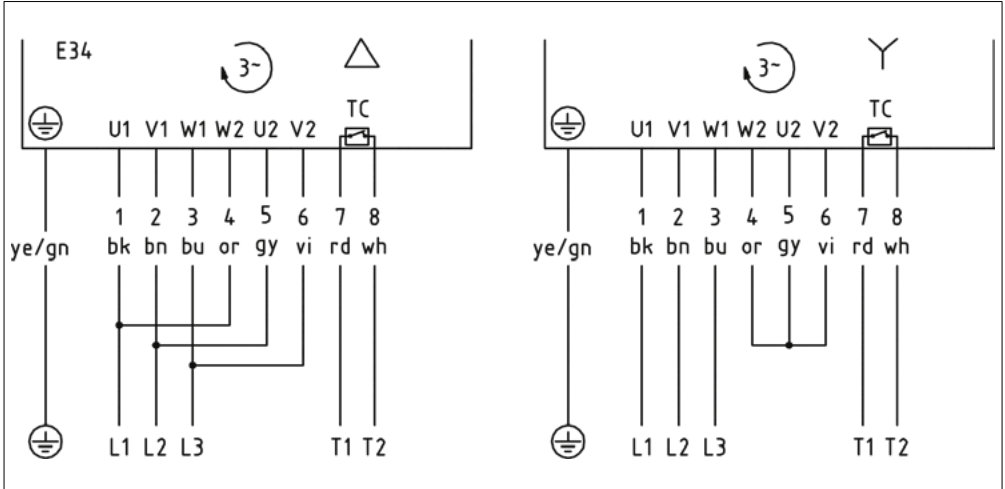 E34 3~ 3~
TC TC
U1 V1 W1 W2 U2 V2 U1 V1 W1 W2 U2 V2
1 2 3 4 5 6 7 8 1 2 3 4 5 6 7 8
ye/gn bk bn bu or gy vi rd wh ye/gn bk bn bu or gy vi rd wh
L1 L2 L3 T1 T2 L1 L2 L3 T1 T2